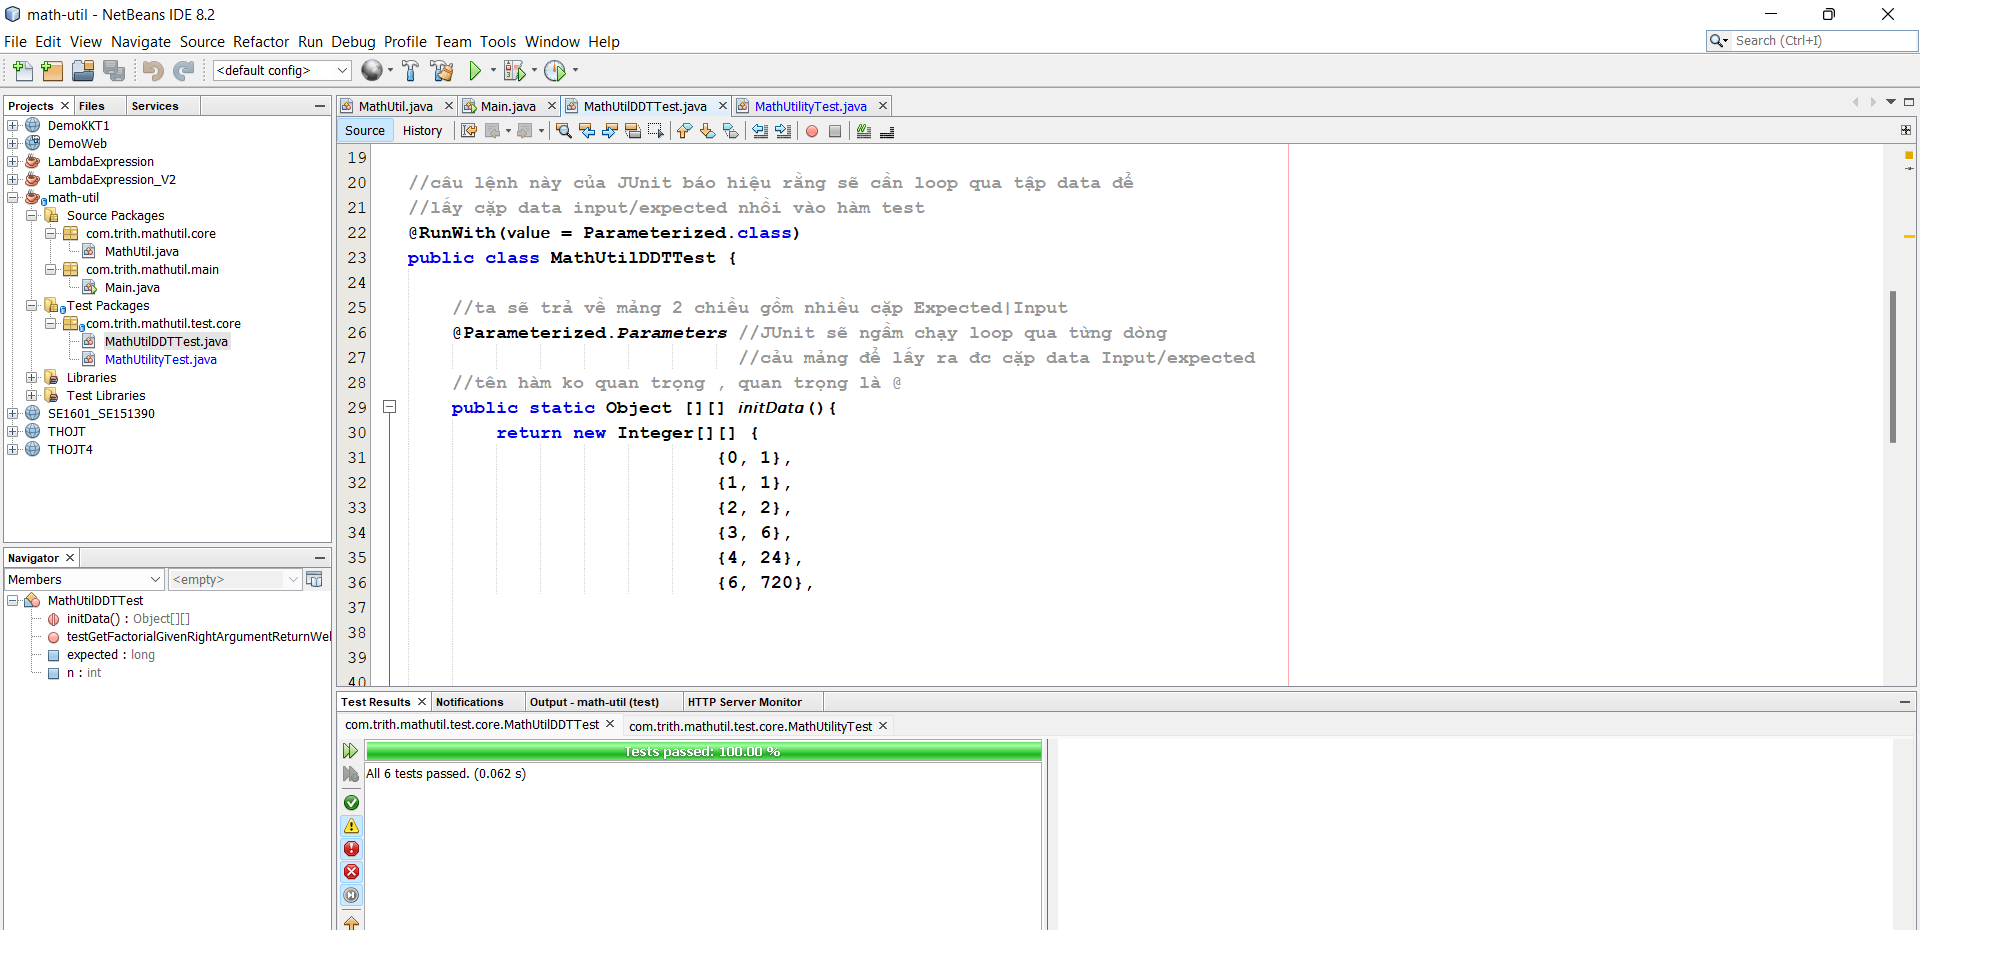 math-util - NetBeans IDE 8.2
File Edit View Navigate Source Refactor Run Debug Profile Team Tools Window Help
Search (Ctrl+I)
<default config>
Projects Files Services
DemoKKT1
DemoWeb
LambdaExpression
LambdaExpression_V2
math-util
Source Packages
com.trith.mathutil.core
MathUtil.java
com.trith.mathutil.main
Main.java
Test Packages
com.trith.mathutil.test.core
MathUtilDDTTest.java
MathUtilityTest.java
Libraries
Test Libraries
SE1601_SE151390
THOJT
THOJT4
Navigator
Members <empty>
MathUtilDDTTest
initData() : Object[][]
testGetFactorialGivenRightArgumentReturnWel
expected : long
n : int
MathUtil.java Main.java MathUtilDDTTest.java MathUtilityTest.java
Source History
19
20 //câu lệnh này của JUnit báo hiệu rằng sẽ cần loop qua tập data để
21 //lấy cặp data input/expected nhồi vào hàm test
22 @RunWith(value = Parameterized.class)
23 public class MathUtilDDTTest {
24
25 //ta sẽ trả về mảng 2 chiều gồm nhiều cặp Expected|Input
26 @Parameterized.Parameters //JUnit sẽ ngầm chạy loop qua từng dòng
27 //cảu mảng để lấy ra đc cặp data Input/expected
28 //tên hàm ko quan trọng , quan trọng là @
29 public static Object [][] initData(){
30 return new Integer[][] {
31 {0, 1},
32 {1, 1},
33 {2, 2},
34 {3, 6},
35 {4, 24},
36 {6, 720},
37
38
39
40
Test Results Notifications Output - math-util (test) HTTP Server Monitor
com.trith.mathutil.test.core.MathUtilDDTTest com.trith.mathutil.test.core.MathUtilityTest
Tests passed: 100.00 %
All 6 tests passed. (0.062 s)